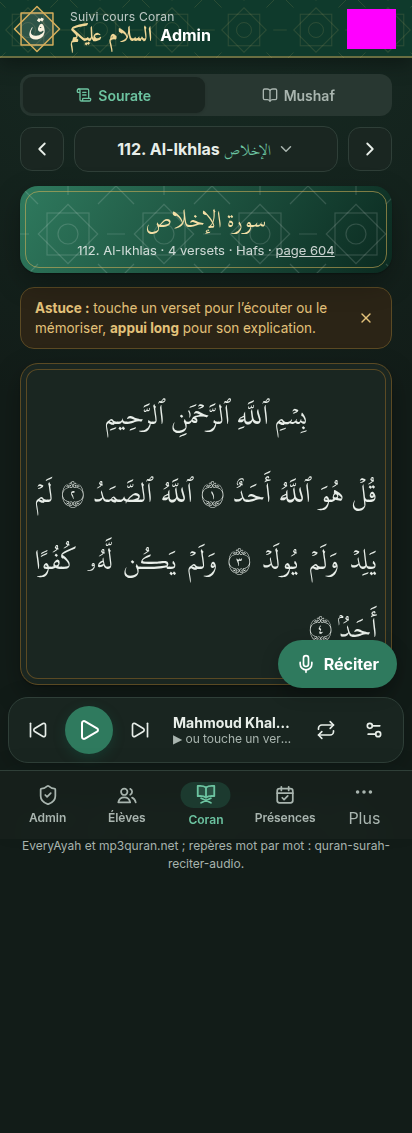 ق
Suivi cours Coran
السلام عليكم Admin
Sourate
Mushaf
112. Al-Ikhlas الإخلاص
سورة الإخلاص
112. Al-Ikhlas · 4 versets · Hafs · page 604
Astuce : touche un verset pour l’écouter ou le
mémoriser, appui long pour son explication.
بِسۡمِ ٱللَّهِ ٱلرَّحۡمَٰنِ ٱلرَّحِيمِ
قُلۡ هُوَ ٱللَّهُ أَحَدٌ ١ ٱللَّهُ ٱلصَّمَدُ ٢ لَمۡ
يَلِدۡ وَلَمۡ يُولَدۡ ٣ وَلَمۡ يَكُن لَّهُۥ كُفُوًا
أَحَدُۢ ٤
Réciter
Mahmoud Khal…
▶ ou touche un ver…
Admin
Élèves
Coran
Présences
Plus
EveryAyah et mp3quran.net ; repères mot par mot : quran-surah-
reciter-audio.